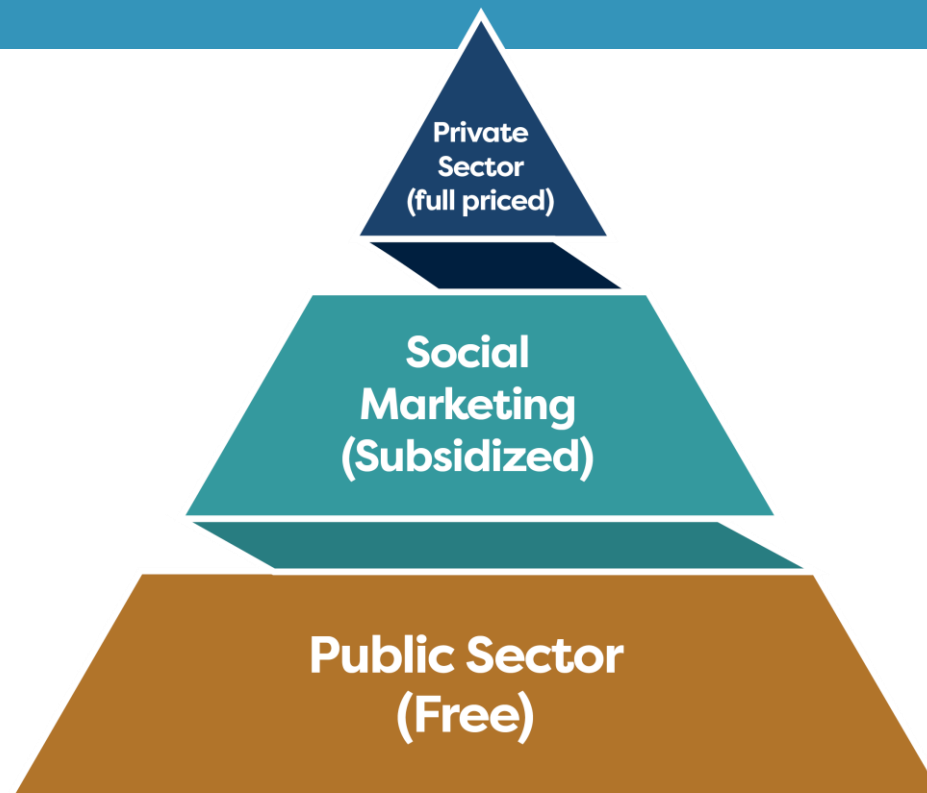 Private
Sector
(full priced)
Social
Marketing
(Subsidized)
Public Sector
(Free)